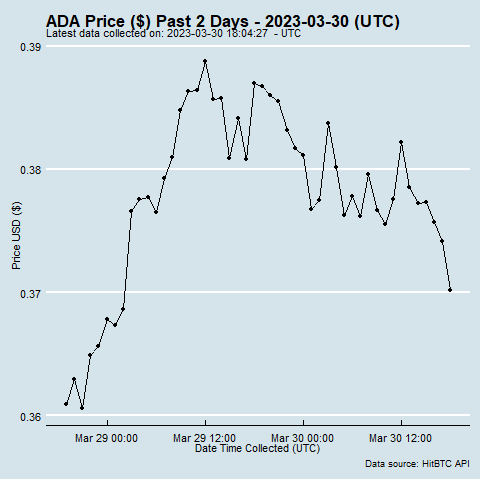 ADA Price ($) Past 2 Days - 2023-03-30 (UTC)
Latest data collected on: 2023-03-30 18:04:27  - UTC
0.39
0.38
0.37
0.36
Price USD ($)
Mar 29 00:00 Mar 29 12:00 Mar 30 00:00 Mar 30 12:00
Date Time Collected (UTC)
Data source: HitBTC API